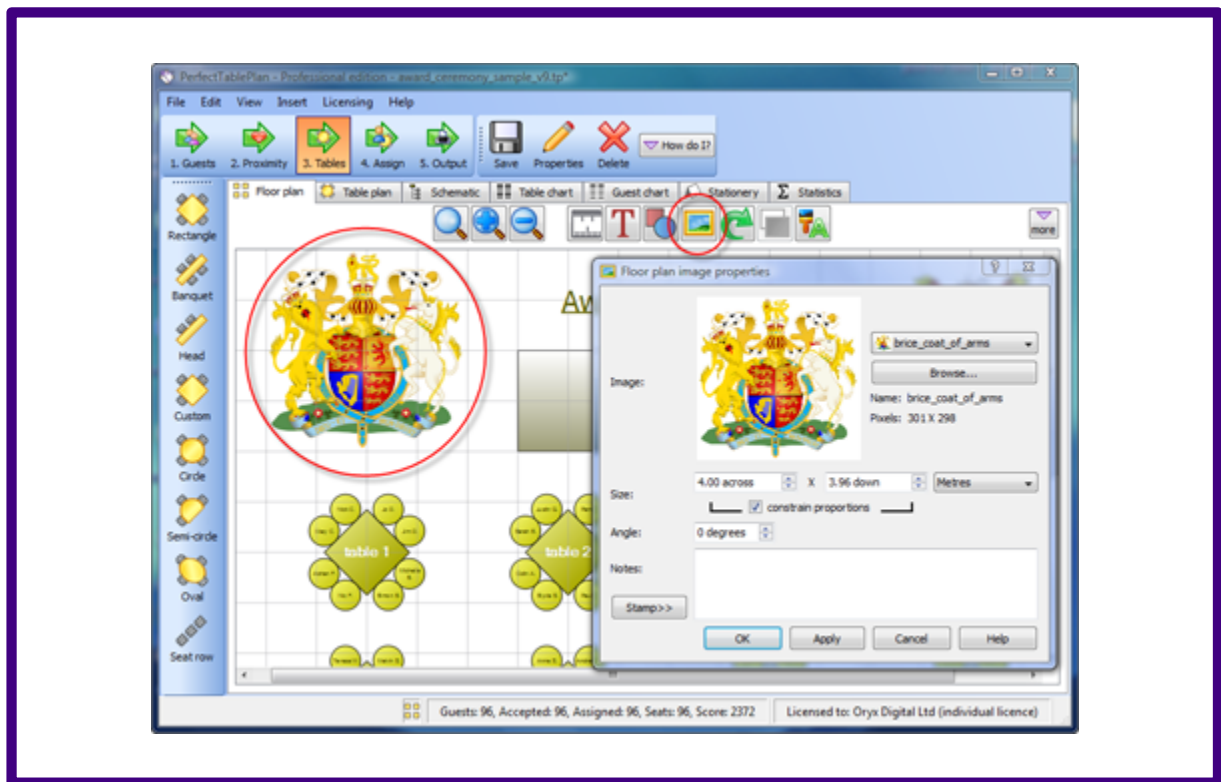 PerfectTablePlan - Professional edition - award_ceremony_sample_v9.tp*
File Edit View Insert Licensing Help
1. Guests 2. Proximity 3. Tables 4. Assign 5. Output Save Properties Delete How do I?
Floor plan Table plan Schematic Table chart Guest chart Stationery Σ Statistics
T
more
Rectangle
Banquet
Head
Custom
Circle
Semi-circle
Oval
Seat row
Aw
table 1
table 2
Floor plan image properties
Image:
brice_coat_of_arms
Browse...
Name: brice_coat_of_arms
Pixels: 301 X 298
Size:
4.00 across X 3.96 down Metres
constrain proportions
Angle:
0 degrees
Notes:
Stamp>>
OK Apply Cancel Help
Guests: 96, Accepted: 96, Assigned: 96, Seats: 96, Score: 2372 Licensed to: Oryx Digital Ltd (individual licence)